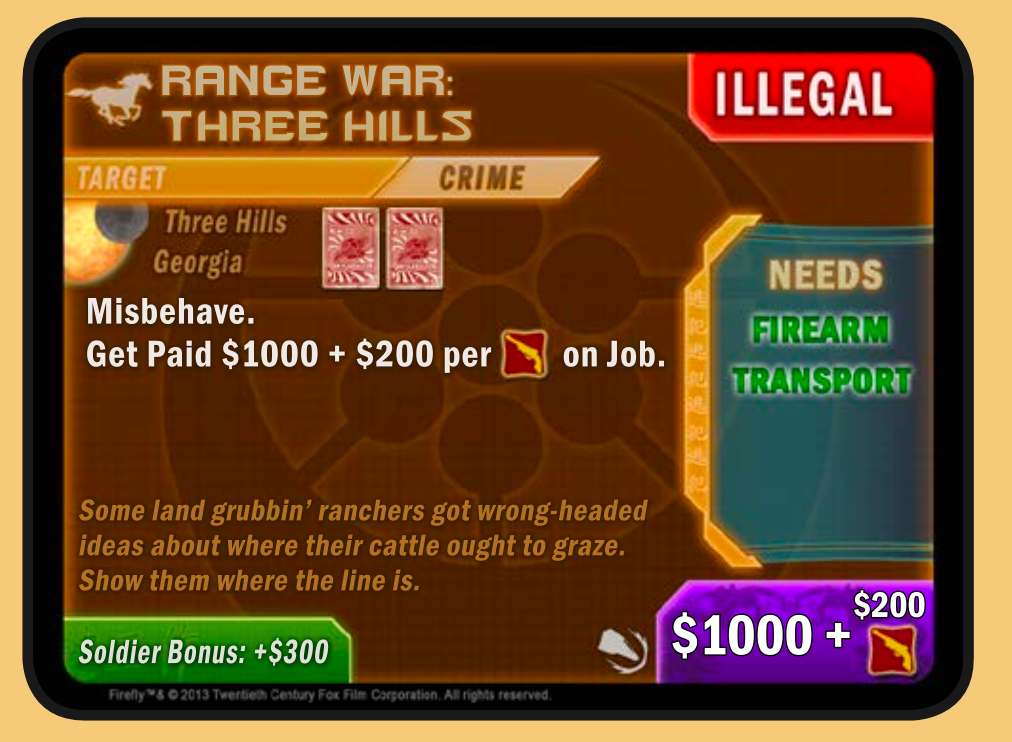 RANGE WAR:
THREE HILLS
ILLEGAL
TARGET
CRIME
Three Hills
Georgia
Misbehave.
Get Paid $1000 + $200 per on Job.
NEEDS
FIREARM
TRANSPORT
Some land grubbin’ ranchers got wrong-headed
ideas about where their cattle ought to graze.
Show them where the line is.
Soldier Bonus: +$300
$1000 + $200
Firefly™& © 2013 Twentieth Century Fox Film Corporation. All rights reserved.